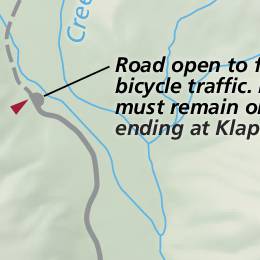 Cree
Road open to f
bicycle traffic.
must remain o
ending at Klap